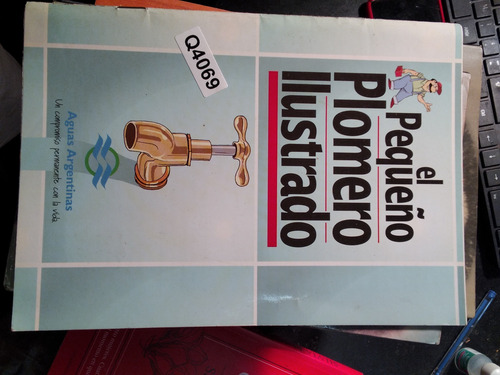 el
Pequeño
Plomero
ilustrado
Q4069
Aguas Argentinas
Un compromiso permanente con la vida